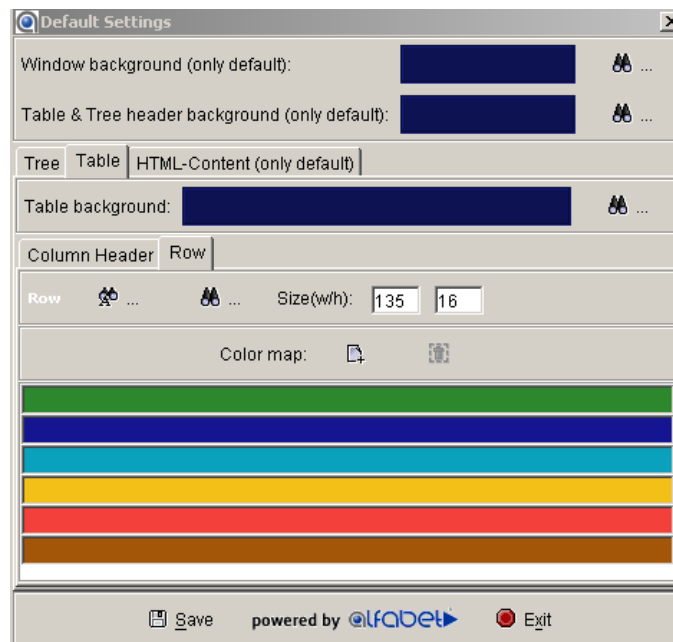 Default Settings
Window background (only default): ...
Table & Tree header background (only default): ...
Tree Table HTML-Content (only default)
Table background: ...
Column Header Row
Row A ... ... Size(w/h): 135 16
Color map:
Save powered by alfabet Exit